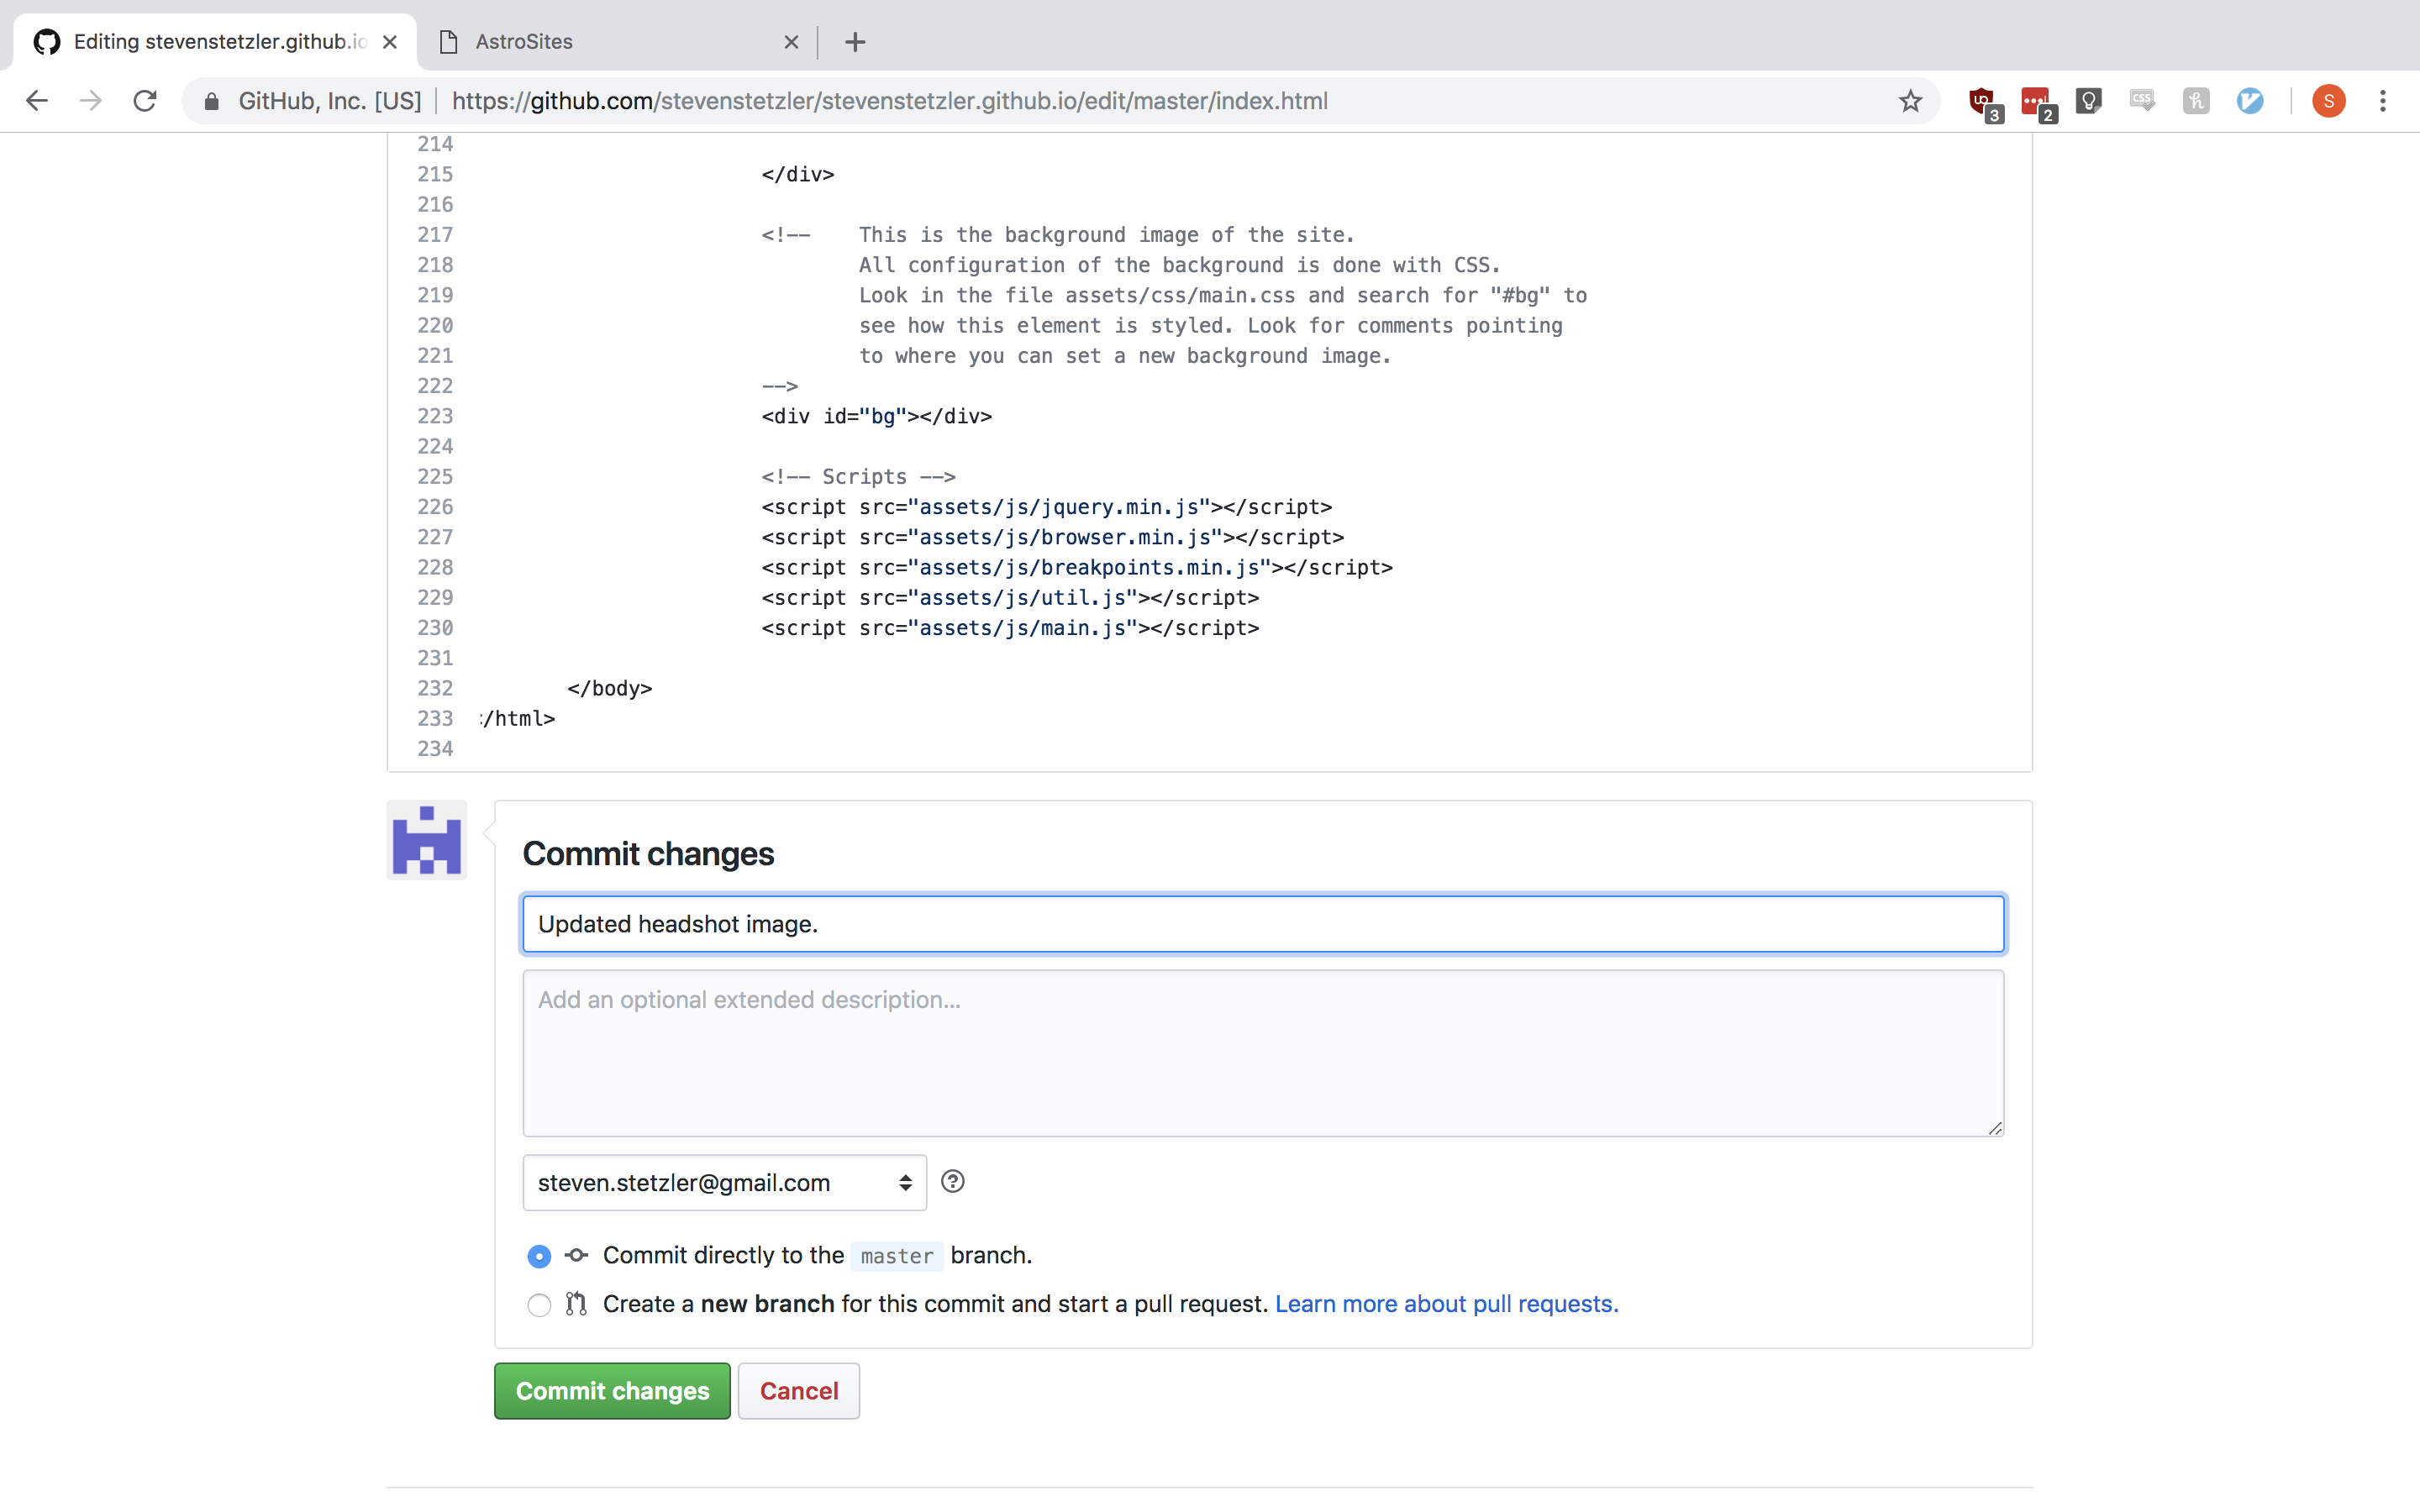 Editing stevenstetzler.github.io
AstroSites
GitHub, Inc. [US]
https://github.com/stevenstetzler/stevenstetzler.github.io/edit/master/index.html
3
2
CSS
S
214
215 </div>
216
217 <!-- This is the background image of the site.
218 All configuration of the background is done with CSS.
219 Look in the file assets/css/main.css and search for "#bg" to
220 see how this element is styled. Look for comments pointing
221 to where you can set a new background image.
222 -->
223 <div id="bg"></div>
224
225 <!-- Scripts -->
226 <script src="assets/js/jquery.min.js"></script>
227 <script src="assets/js/browser.min.js"></script>
228 <script src="assets/js/breakpoints.min.js"></script>
229 <script src="assets/js/util.js"></script>
230 <script src="assets/js/main.js"></script>
231
232 </body>
233 </html>
234
Commit changes
Updated headshot image.
Add an optional extended description...
steven.stetzler@gmail.com
Commit directly to the master branch.
Create a new branch for this commit and start a pull request. Learn more about pull requests.
Commit changes
Cancel